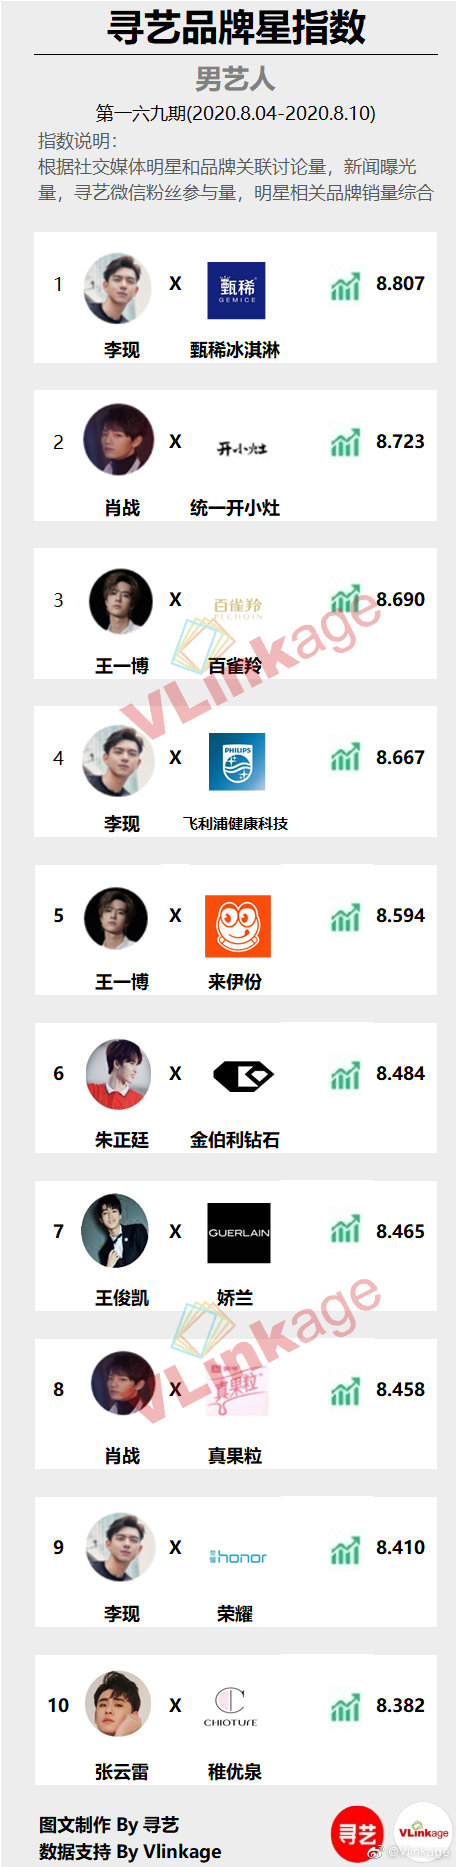 寻艺品牌星指数
男艺人
第一六九期(2020.8.04-2020.8.10)
指数说明：
根据社交媒体明星和品牌关联讨论量，新闻曝光
量，寻艺微信粉丝参与量，明星相关品牌销量综合
1
X
甄稀
GEMICE
8.807
李现
甄稀冰淇淋
2
X
开小灶
8.723
肖战
统一开小灶
3
X
百雀羚
PECHOIN
8.690
王一博
百雀羚
VLinkage
4
X
PHILIPS
8.667
李现
飞利浦健康科技
5
X
8.594
王一博
来伊份
6
X
8.484
朱正廷
金伯利钻石
7
X
GUERLAIN
8.465
王俊凯
娇兰
VLinkage
8
X
真果粒
8.458
肖战
真果粒
9
X
荣耀 honor
8.410
李现
荣耀
10
X
CHIOTURE
8.382
张云雷
稚优泉
图文制作 By 寻艺
数据支持 By Vlinkage
寻艺
VLinkage
@Vlinkage